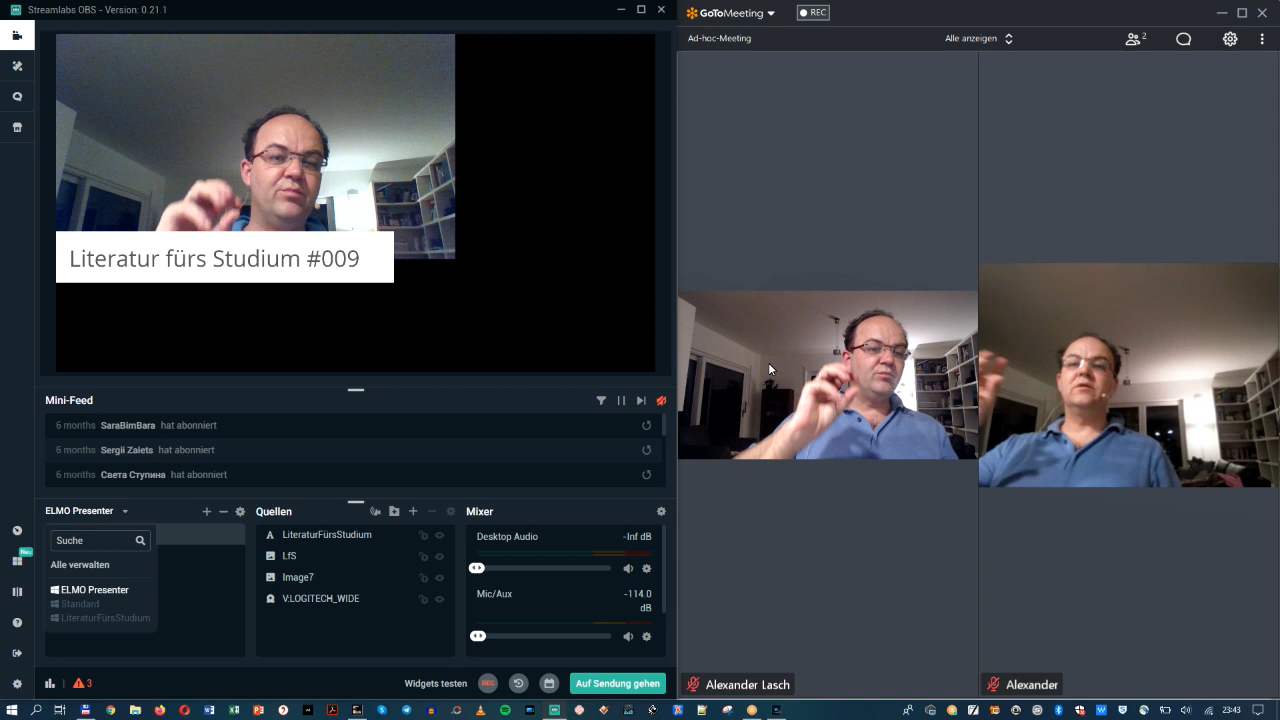 Streamlabs OBS - Version: 0.21.1
Literatur fürs Studium #009
Mini-Feed
6 months SaraBimBara hat abonniert
6 months Sergii Zaiets hat abonniert
6 months Света Ступина hat abonniert
ELMO Presenter
Suche
Alle verwalten
ELMO Presenter
Standard
LiteraturFürsStudium
Quellen
LiteraturFürsStudium
LfS
Image7
V:LOGITECH_WIDE
Mixer
Desktop Audio -Inf dB
Mic/Aux -114.0 dB
Neu
3
Widgets testen
REC
Auf Sendung gehen
GoToMeeting
REC
Ad-hoc-Meeting
Alle anzeigen
2
Alexander Lasch
Alexander
23:43